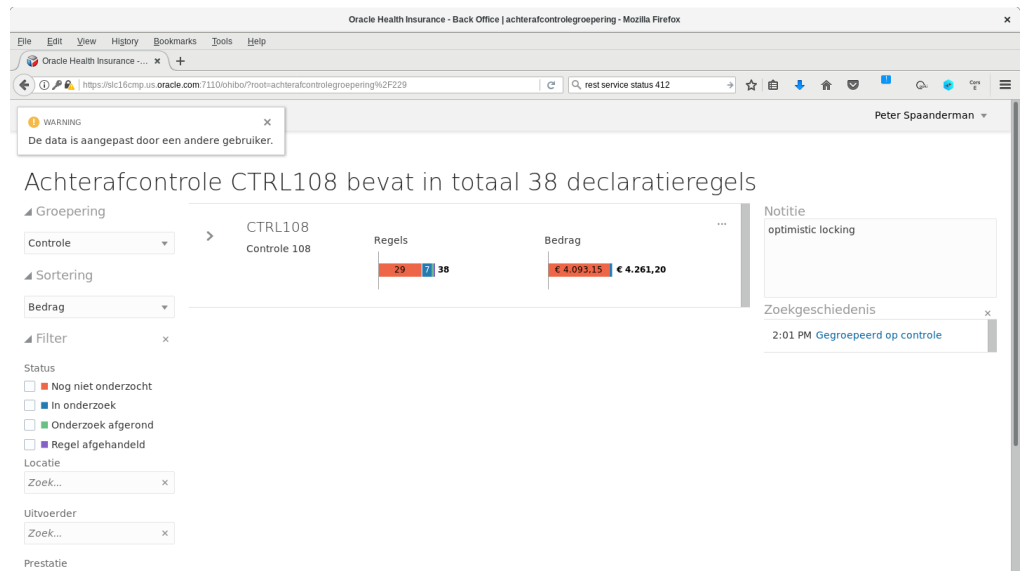 Oracle Health Insurance - Back Office | achterafcontrolegroepering - Mozilla Firefox
File Edit View History Bookmarks Tools Help
Oracle Health Insurance -...
https://slc16cmp.us.oracle.com:7110/ohibo/?root=achterafcontrolegroepering%2F229
rest service status 412
WARNING
De data is aangepast door een andere gebruiker.
Peter Spaanderman
Achterafcontrole CTRL108 bevat in totaal 38 declaratieregels
Groepering
Controle
Sortering
Bedrag
Filter
Status
Nog niet onderzocht
In onderzoek
Onderzoek afgerond
Regel afgehandeld
Locatie
Zoek...
Uitvoerder
Zoek...
Prestatie
CTRL108
Controle 108
Regels
29 7 38
Bedrag
€ 4.093,15 € 4.261,20
Notitie
optimistic locking
Zoekgeschiedenis
2:01 PM Gegroepeerd op controle